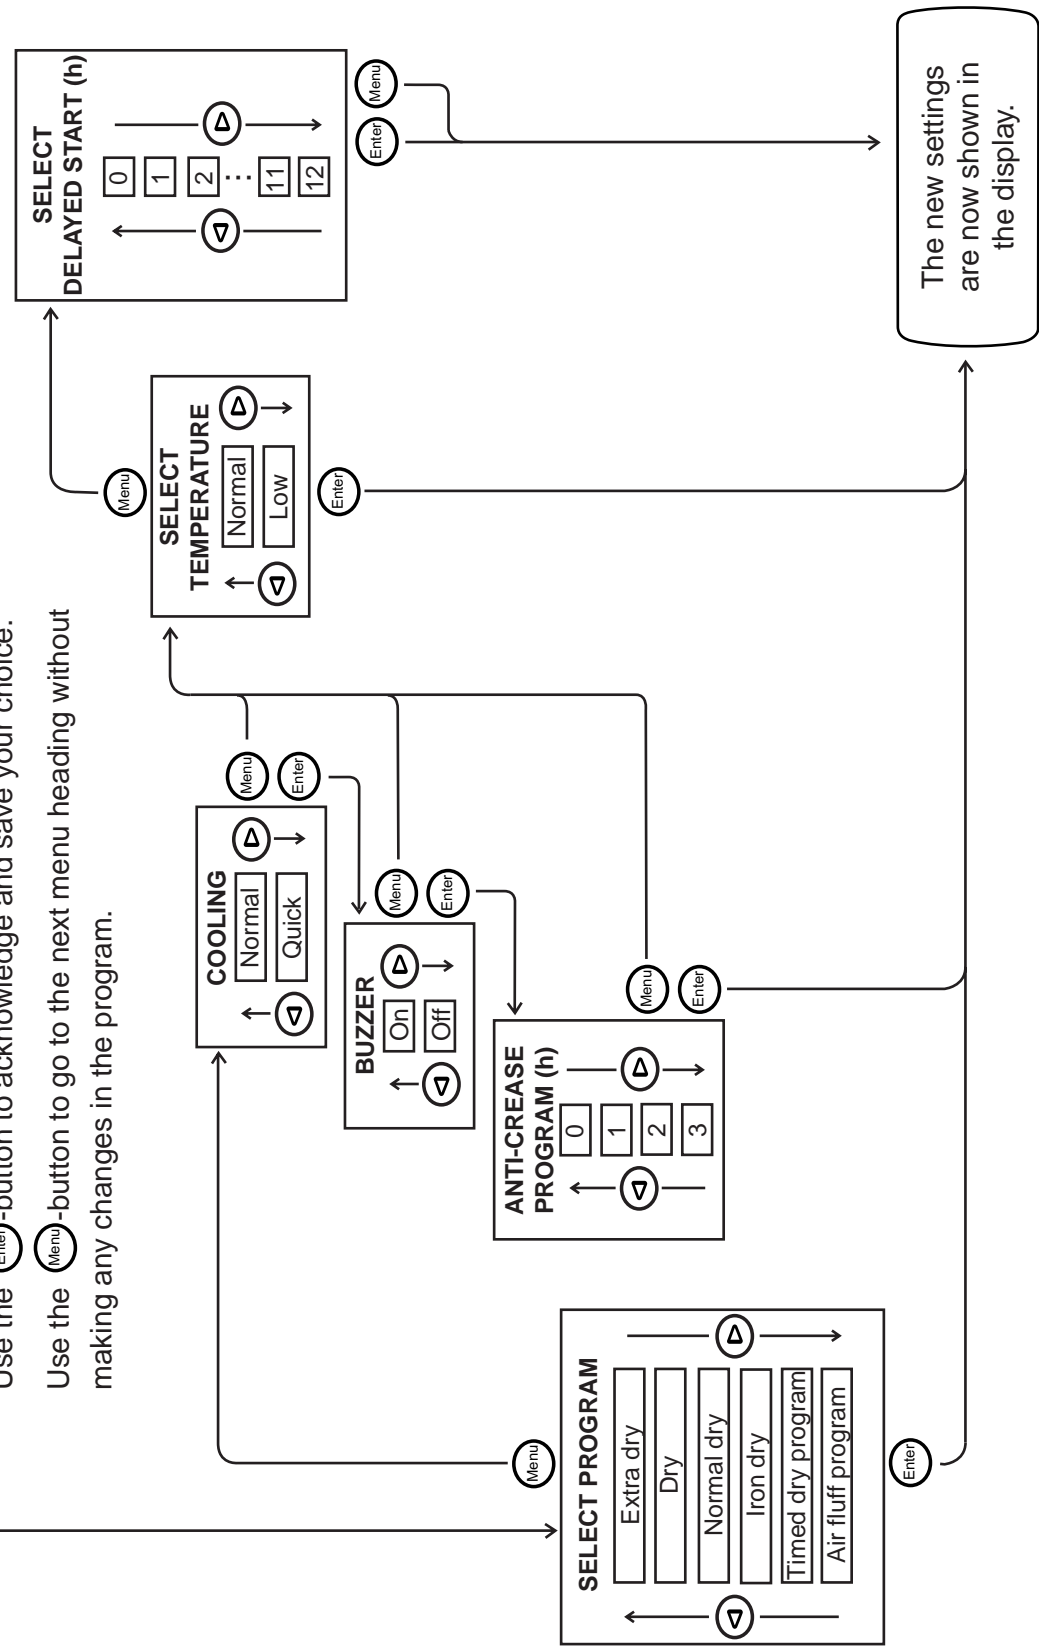 Use the Enter-button to acknowledge and save your choice.
Use the Menu-button to go to the next menu heading without
making any changes in the program.
SELECT PROGRAM
Extra dry
Dry
Normal dry
Iron dry
Timed dry program
Air fluff program
Menu
Enter
COOLING
Normal
Quick
Menu
Enter
BUZZER
On
Off
Menu
Enter
ANTI-CREASE
PROGRAM (h)
0
1
2
3
Menu
Enter
SELECT
TEMPERATURE
Normal
Low
Menu
Enter
SELECT
DELAYED START (h)
0
1
2
...
11
12
Menu
Enter
The new settings
are now shown in
the display.